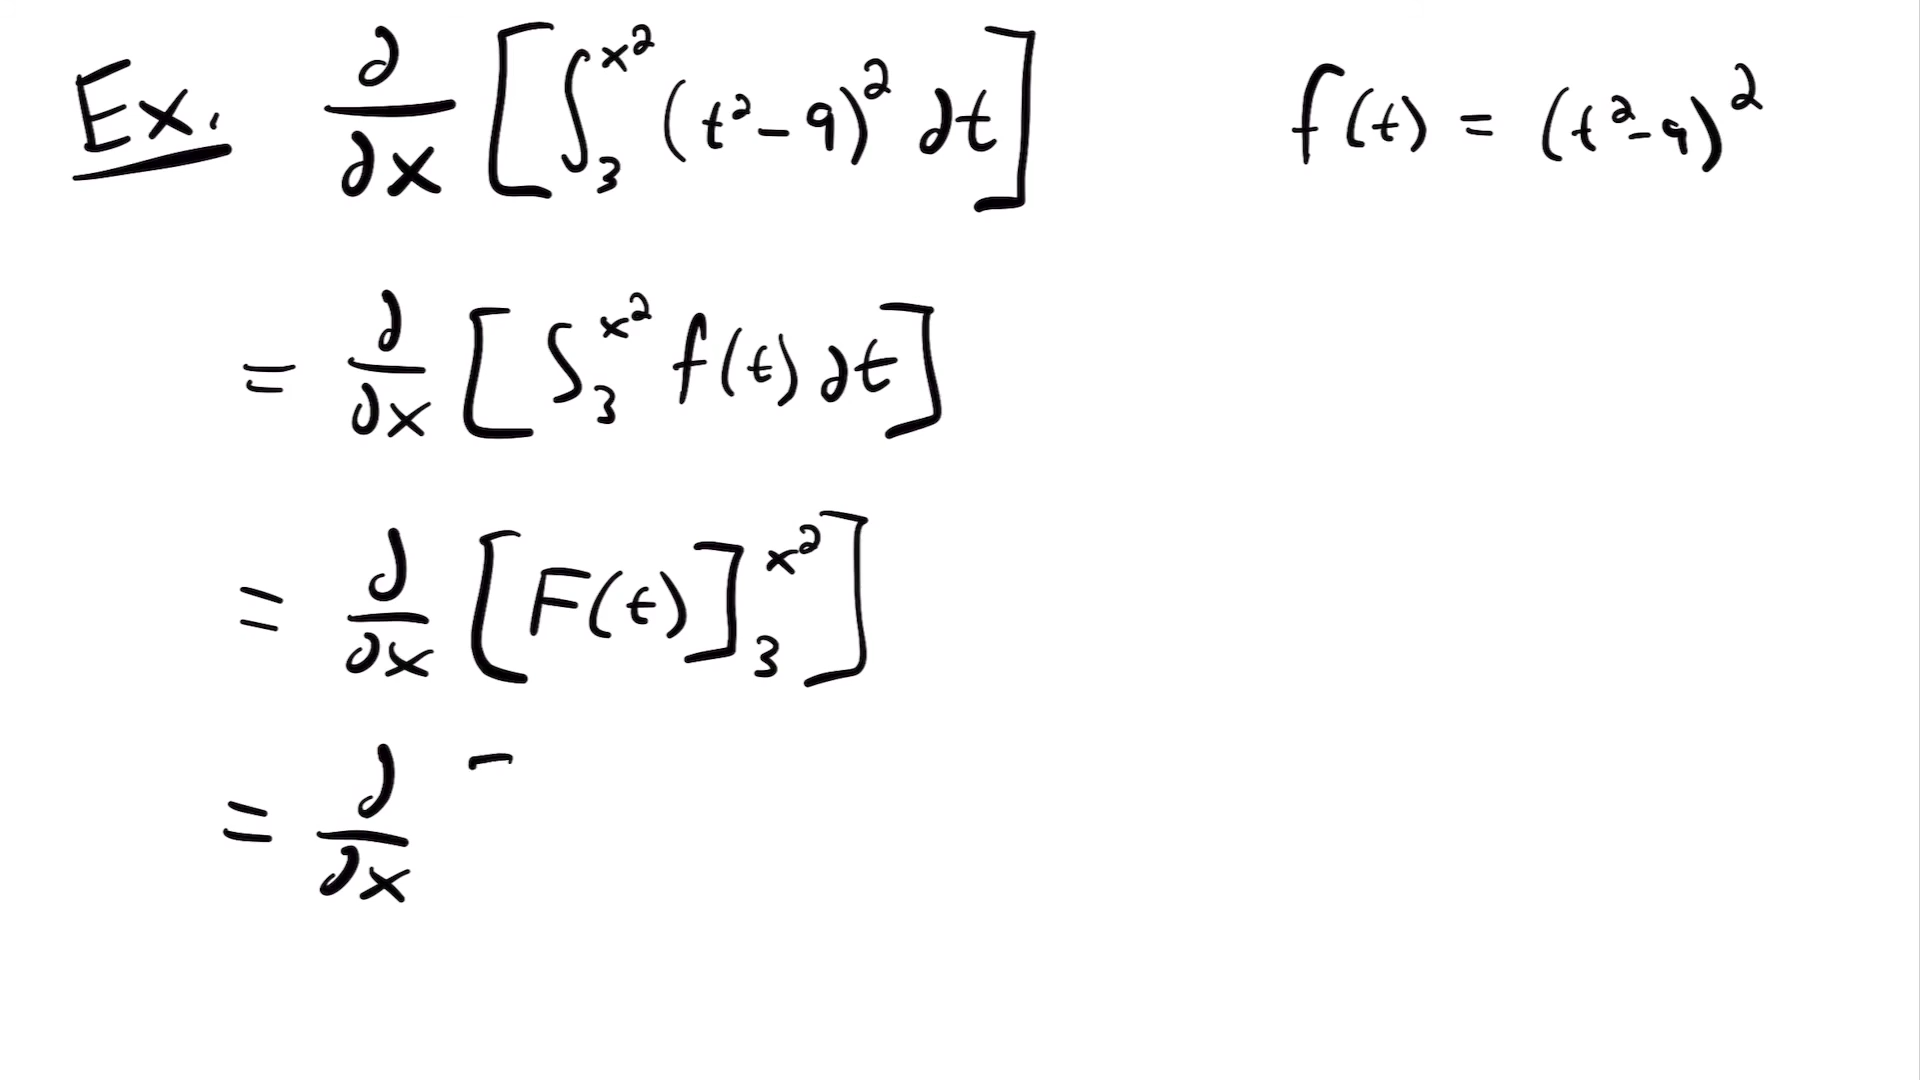 Ex. ∂/∂x [∫₃^x² (t² - 9)² ∂t] f(t) = (t² - 9)²
= ∂/∂x [∫₃^x² f(t) ∂t]
= ∂/∂x [F(t)]₃^x²]
= ∂/∂x